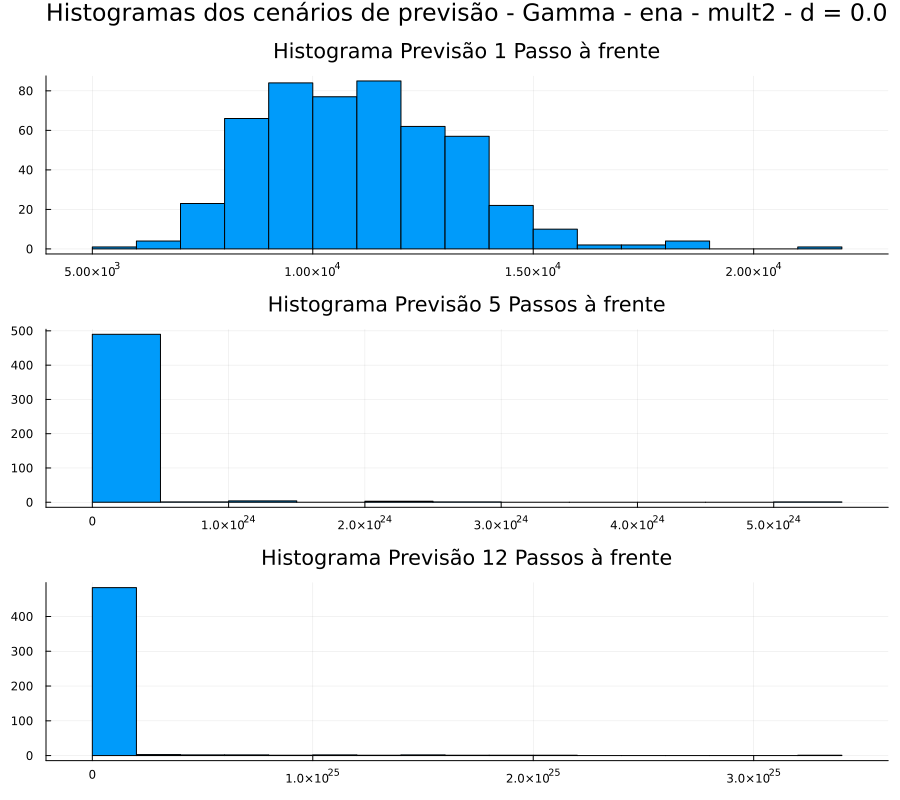 Histogramas dos cenários de previsão - Gamma - ena - mult2 - d = 0.0
Histograma Previsão 1 Passo à frente
80
60
40
20
0
5.00×10³ 1.00×10⁴ 1.50×10⁴ 2.00×10⁴
Histograma Previsão 5 Passos à frente
500
400
300
200
100
0
0 1.0×10²⁴ 2.0×10²⁴ 3.0×10²⁴ 4.0×10²⁴ 5.0×10²⁴
Histograma Previsão 12 Passos à frente
400
300
200
100
0
0 1.0×10²⁵ 2.0×10²⁵ 3.0×10²⁵